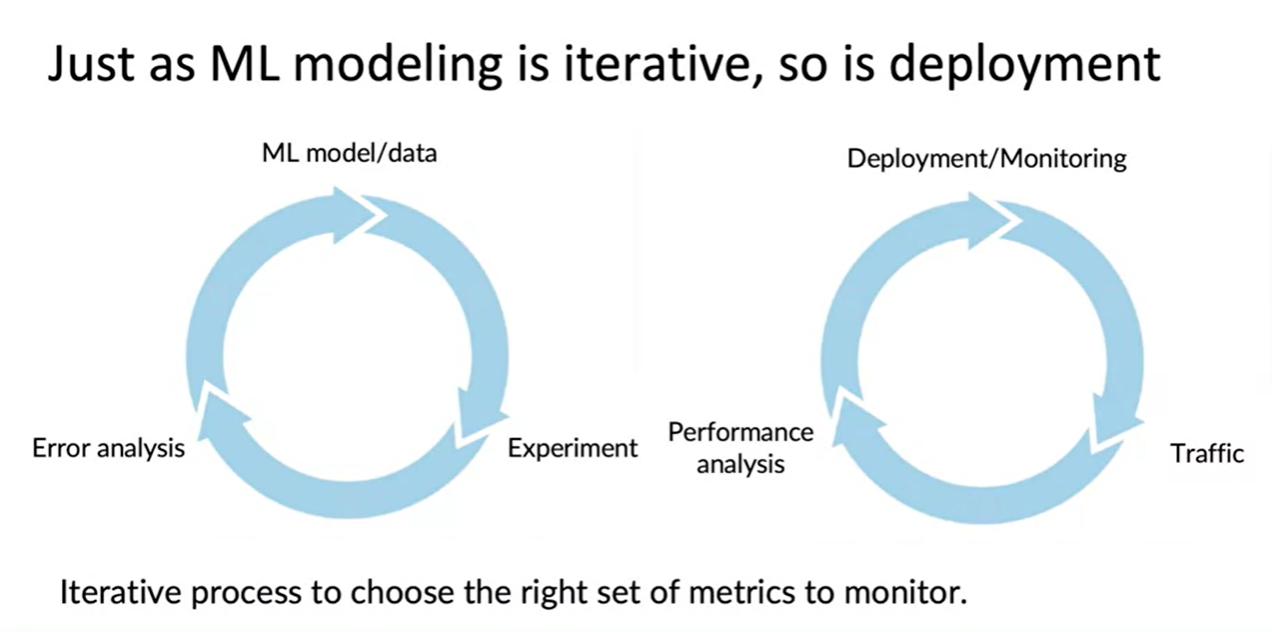 Just as ML modeling is iterative, so is deployment
ML model/data
Experiment
Error analysis
Deployment/Monitoring
Traffic
Performance
analysis
Iterative process to choose the right set of metrics to monitor.